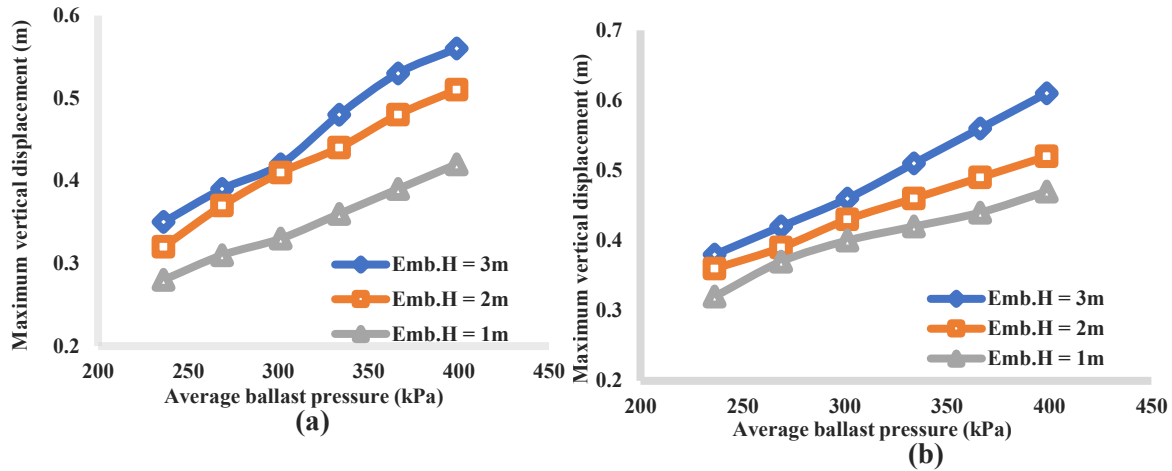 Maximum vertical displacement (m)
0.6
0.5
0.4
0.3
0.2
Emb.H = 3m
Emb.H = 2m
Emb.H = 1m
200
250
300
350
400
450
Average ballast pressure (kPa)
(a)
Maximum vertical displacement (m)
0.7
0.6
0.5
0.4
0.3
0.2
Emb.H = 3m
Emb.H = 2m
Emb.H = 1m
200
250
300
350
400
450
Average ballast pressure (kPa)
(b)